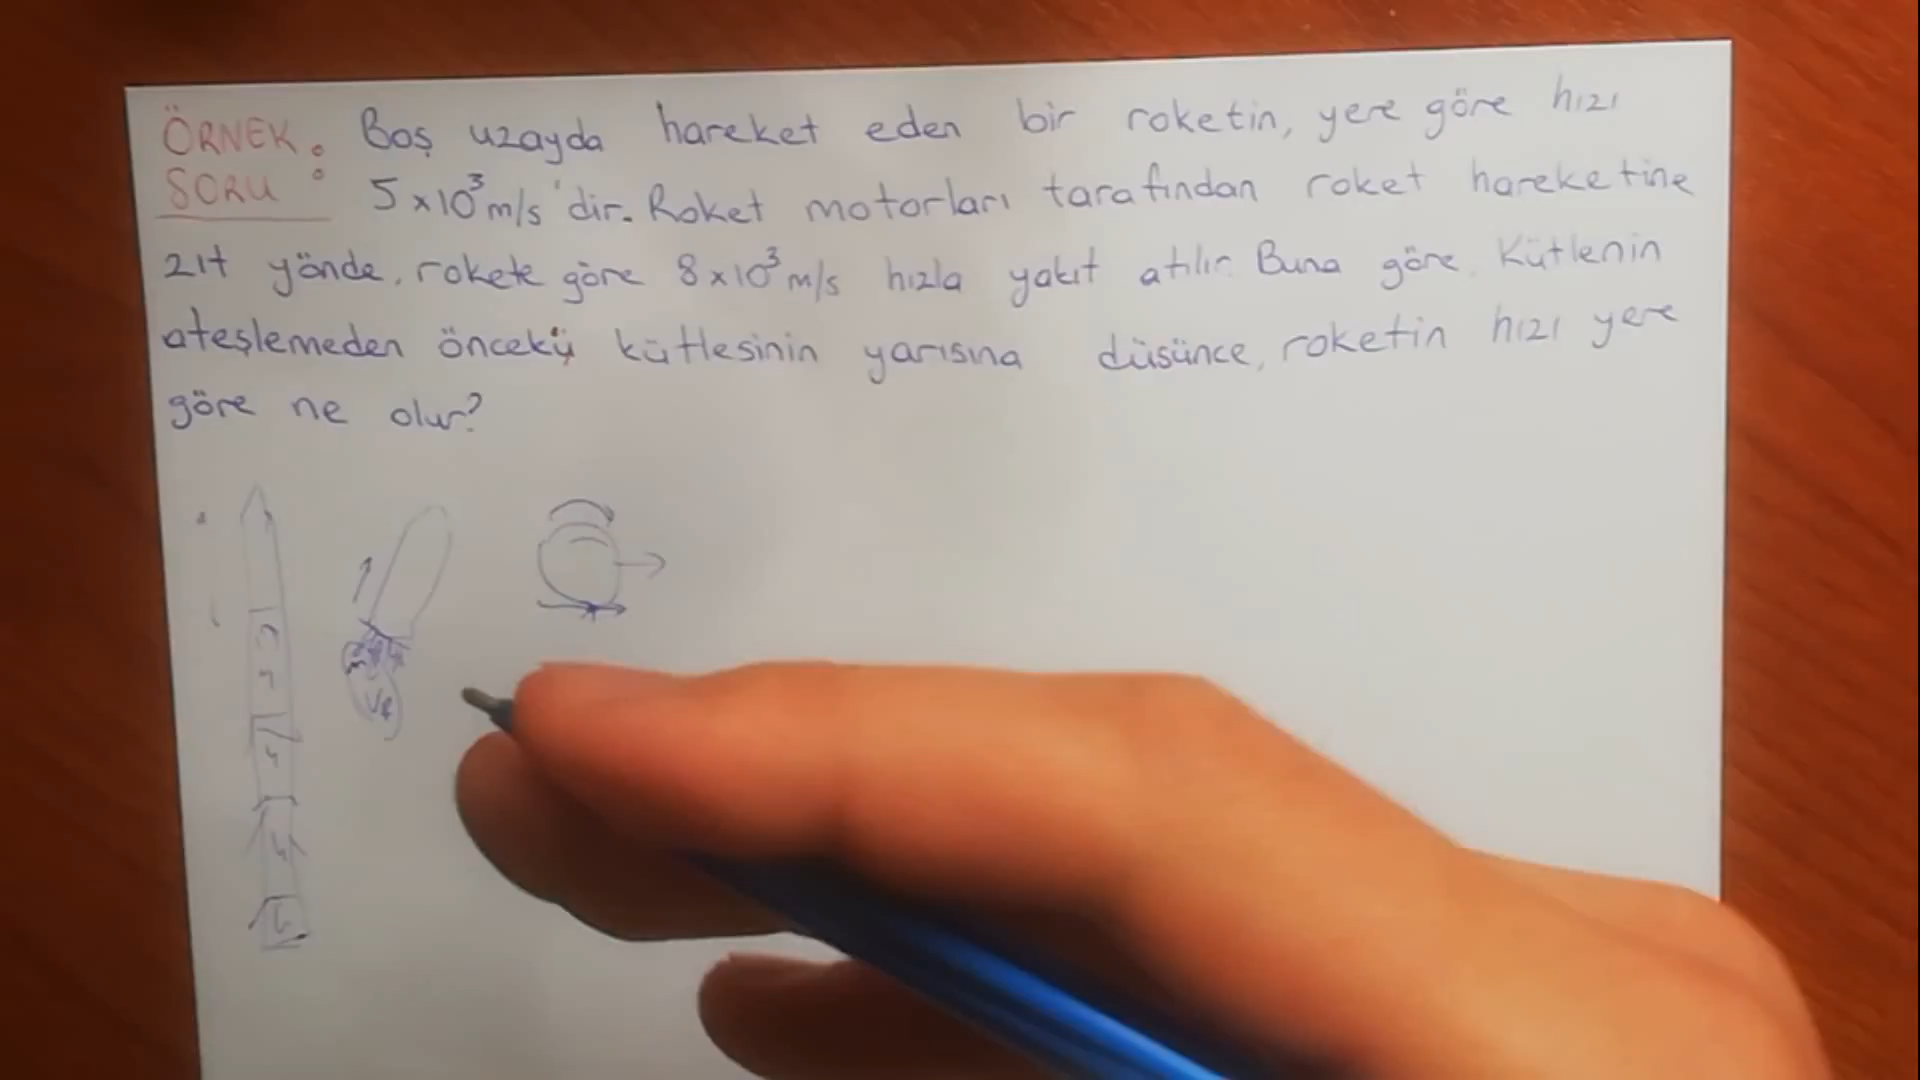 ÖRNEK Boş uzayda hareket eden bir roketin, yere göre hızı
SORU : 5x10³ m/s 'dir. Roket motorları tarafından roket hareketine
zıt yönde, rokete göre 8x10³ m/s hızla yakıt atılır. Buna göre, Kütlenin
ateşlemeden önceki kütlesinin yarısına düsünce, roketin hızı yere
göre ne olur?